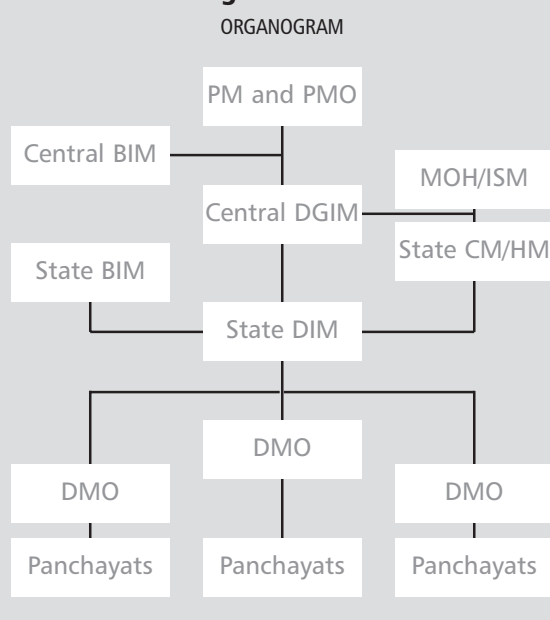 ORGANOGRAM
PM and PMO
Central BIM
MOH/ISM
Central DGIM
State CM/HM
State BIM
State DIM
DMO
DMO
DMO
Panchayats
Panchayats
Panchayats